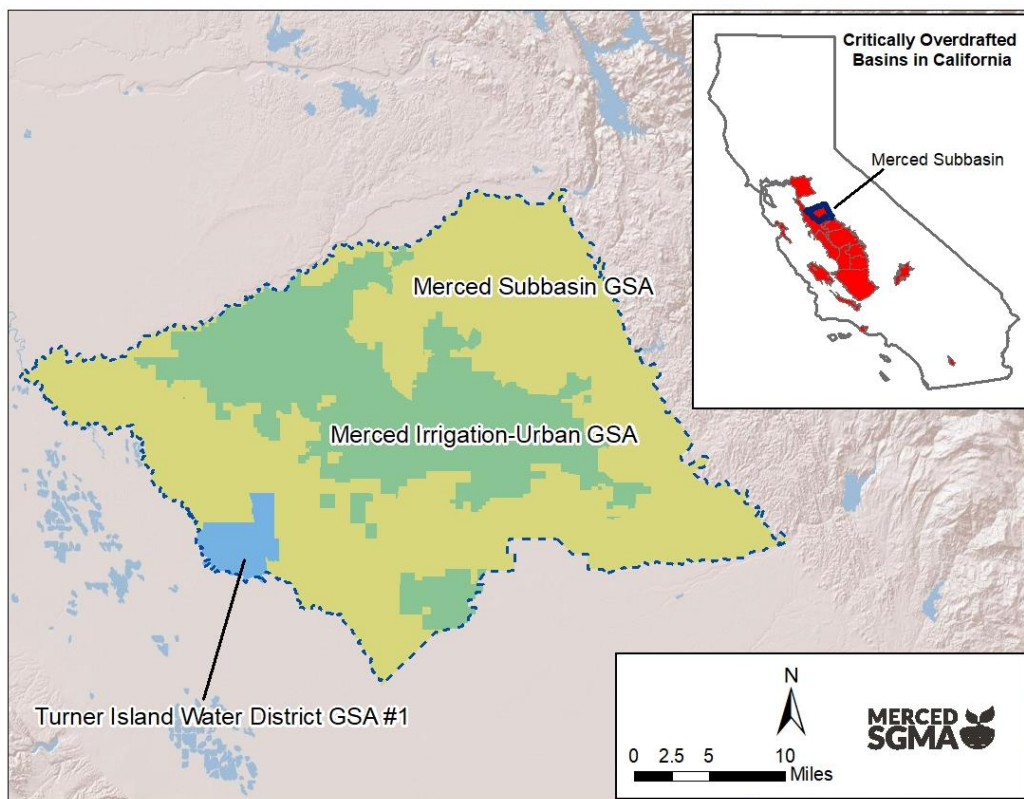 Critically Overdrafted
Basins in California
Merced Subbasin
Merced Subbasin GSA
Merced Irrigation-Urban GSA
Turner Island Water District GSA #1
N
0 2.5 5 10
Miles
MERCED
SGMA